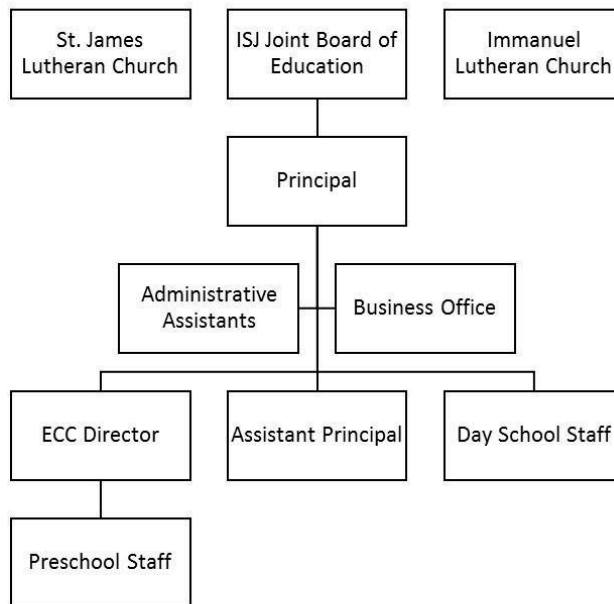 St. James
Lutheran Church
ISJ Joint Board of
Education
Immanuel
Lutheran Church
Principal
Administrative
Assistants
Business Office
ECC Director
Assistant Principal
Day School Staff
Preschool Staff